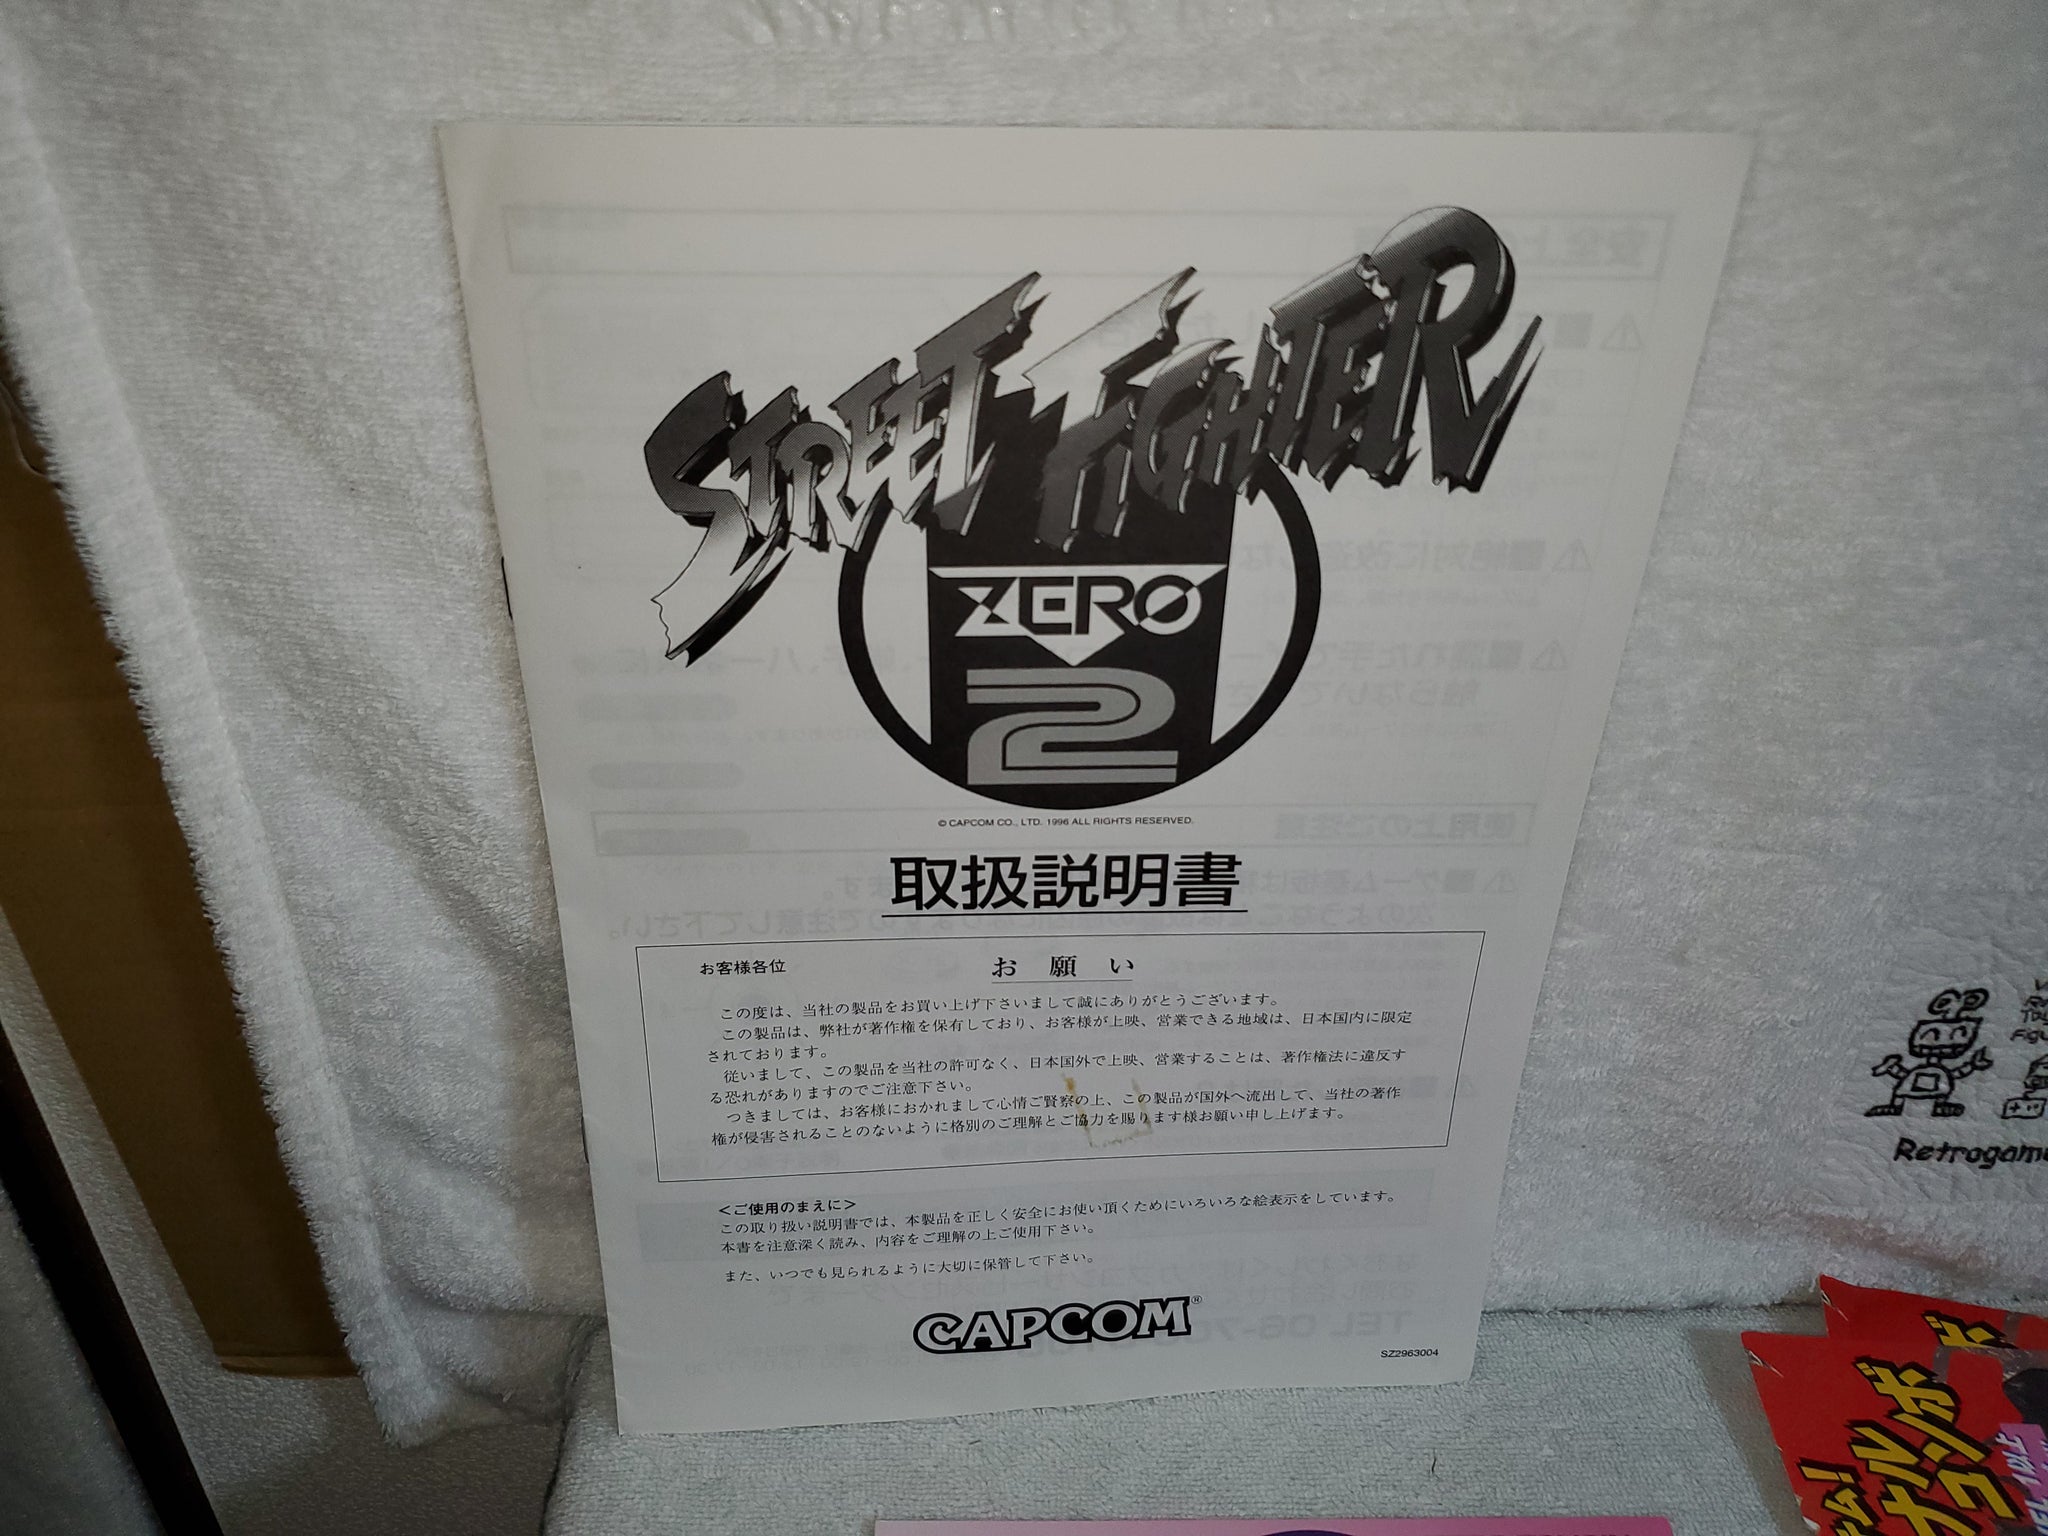 STREET FIGHTER
ZERO
2
© CAPCOM CO., LTD. 1996 ALL RIGHTS RESERVED.
取扱説明書
お客様各位
お願い
この度は、当社の製品をお買い上げ下さいまして誠にありがとうございます。
この製品は、弊社が著作権を保有しており、お客様が上映、営業できる地域は、日本国内に限定
されております。
従いまして、この製品を当社の許可なく、日本国外で上映、営業することは、著作権法に違反す
る恐れがありますのでご注意下さい。
つきましては、お客様におかれまして心情ご賢察の上、この製品が国外へ流出して、当社の著作
権が侵害されることのないように格別のご理解とご協力を賜ります様お願い申し上げます。
<ご使用のまえに>
この取り扱い説明書では、本製品を正しく安全にお使い頂くためにいろいろな絵表示をしています。
本書を注意深く読み、内容をご理解の上ご使用下さい。
また、いつでも見られるように大切に保管して下さい。
CAPCOM®
SZ2963004
Retrogam